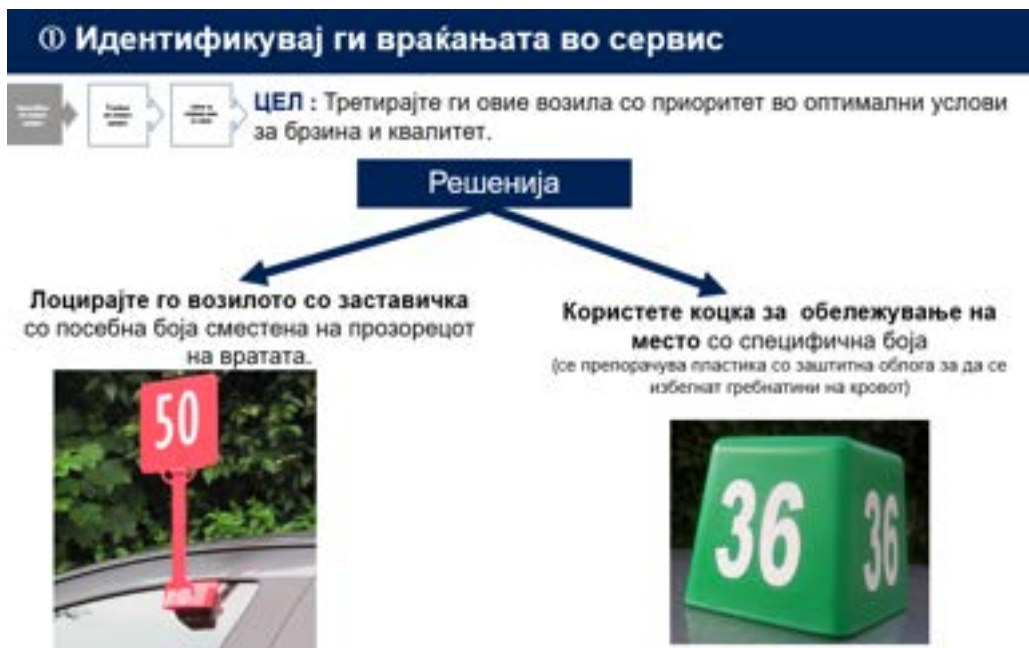 ① Идентификувај ги враќањата во сервис
ЦЕЛ : Третирајте ги овие возила со приоритет во оптимални услови
за брзина и квалитет.
Решенија
Лоцирајте го возилото со заставичка
со посебна боја сместена на прозорецот
на вратата.
Користете коцка за обележување на
место со специфична боја
(се препорачува пластика со заштитна облога за да се
избегнат гребнатини на кровот)
50
36
36